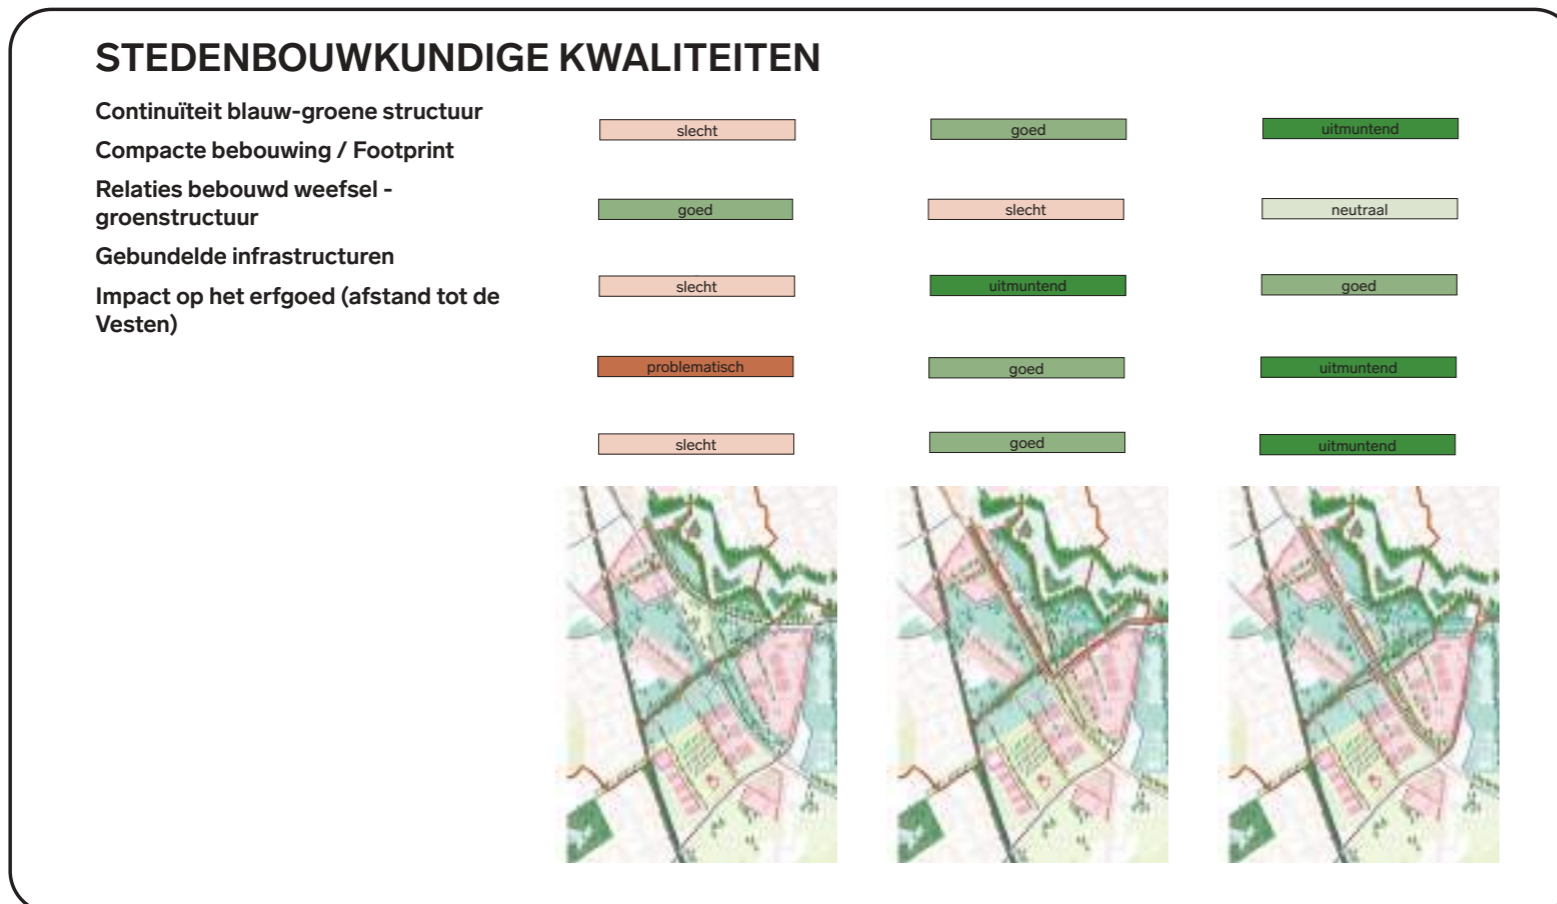 STEDENBOUWKUNDIGE KWALITEITEN
Continuïteit blauw-groene structuur
Compacte bebouwing / Footprint
Relaties bebouwd weefsel -
groenstructuur
Gebundelde infrastructuren
Impact op het erfgoed (afstand tot de
Vesten)
slecht goed uitmuntend
goed slecht neutraal
slecht uitmuntend goed
problematisch goed uitmuntend
slecht goed uitmuntend